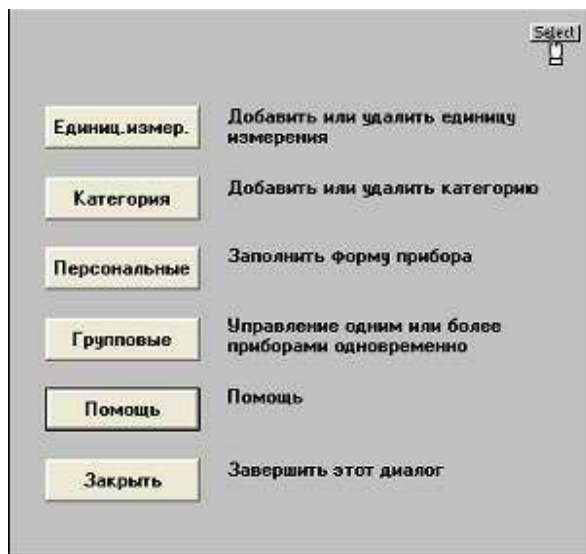 Select
Единиц.измер.
Добавить или удалить единицу
измерения
Категория
Добавить или удалить категорию
Персональные
Заполнить форму прибора
Групповые
Управление одним или более
приборами одновременно
Помощь
Помощь
Закрыть
Завершить этот диалог